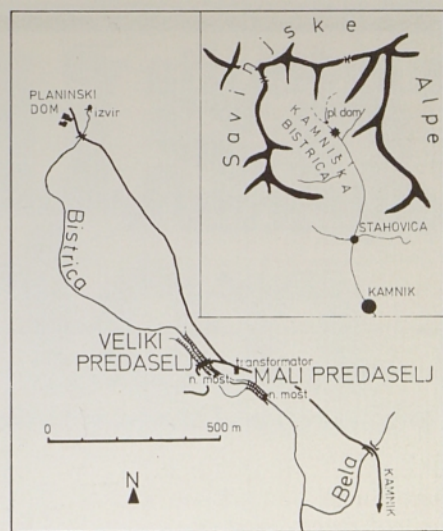 Savinjske Alpe
PLANINSKI
DOM
izvir
pl. dom
KAMNIŠKA
BISTRICA
STAHOVICA
KAMNIK
Bistrica
VELIKI
PREDASELJ
transformator
MALI PREDASELJ
n. most
n. most
0 500 m
N
Bela
KAMNIK